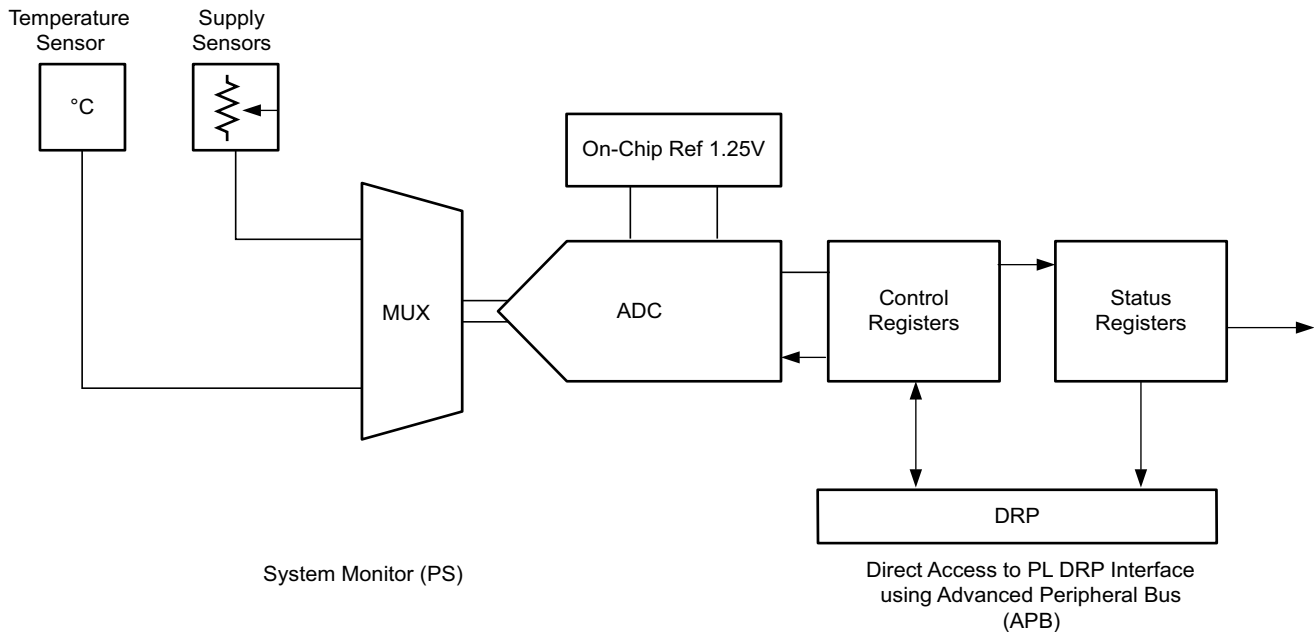 Temperature
Sensor
Supply
Sensors
°C
On-Chip Ref 1.25V
MUX
ADC
Control
Registers
Status
Registers
DRP
System Monitor (PS)
Direct Access to PL DRP Interface
using Advanced Peripheral Bus
(APB)